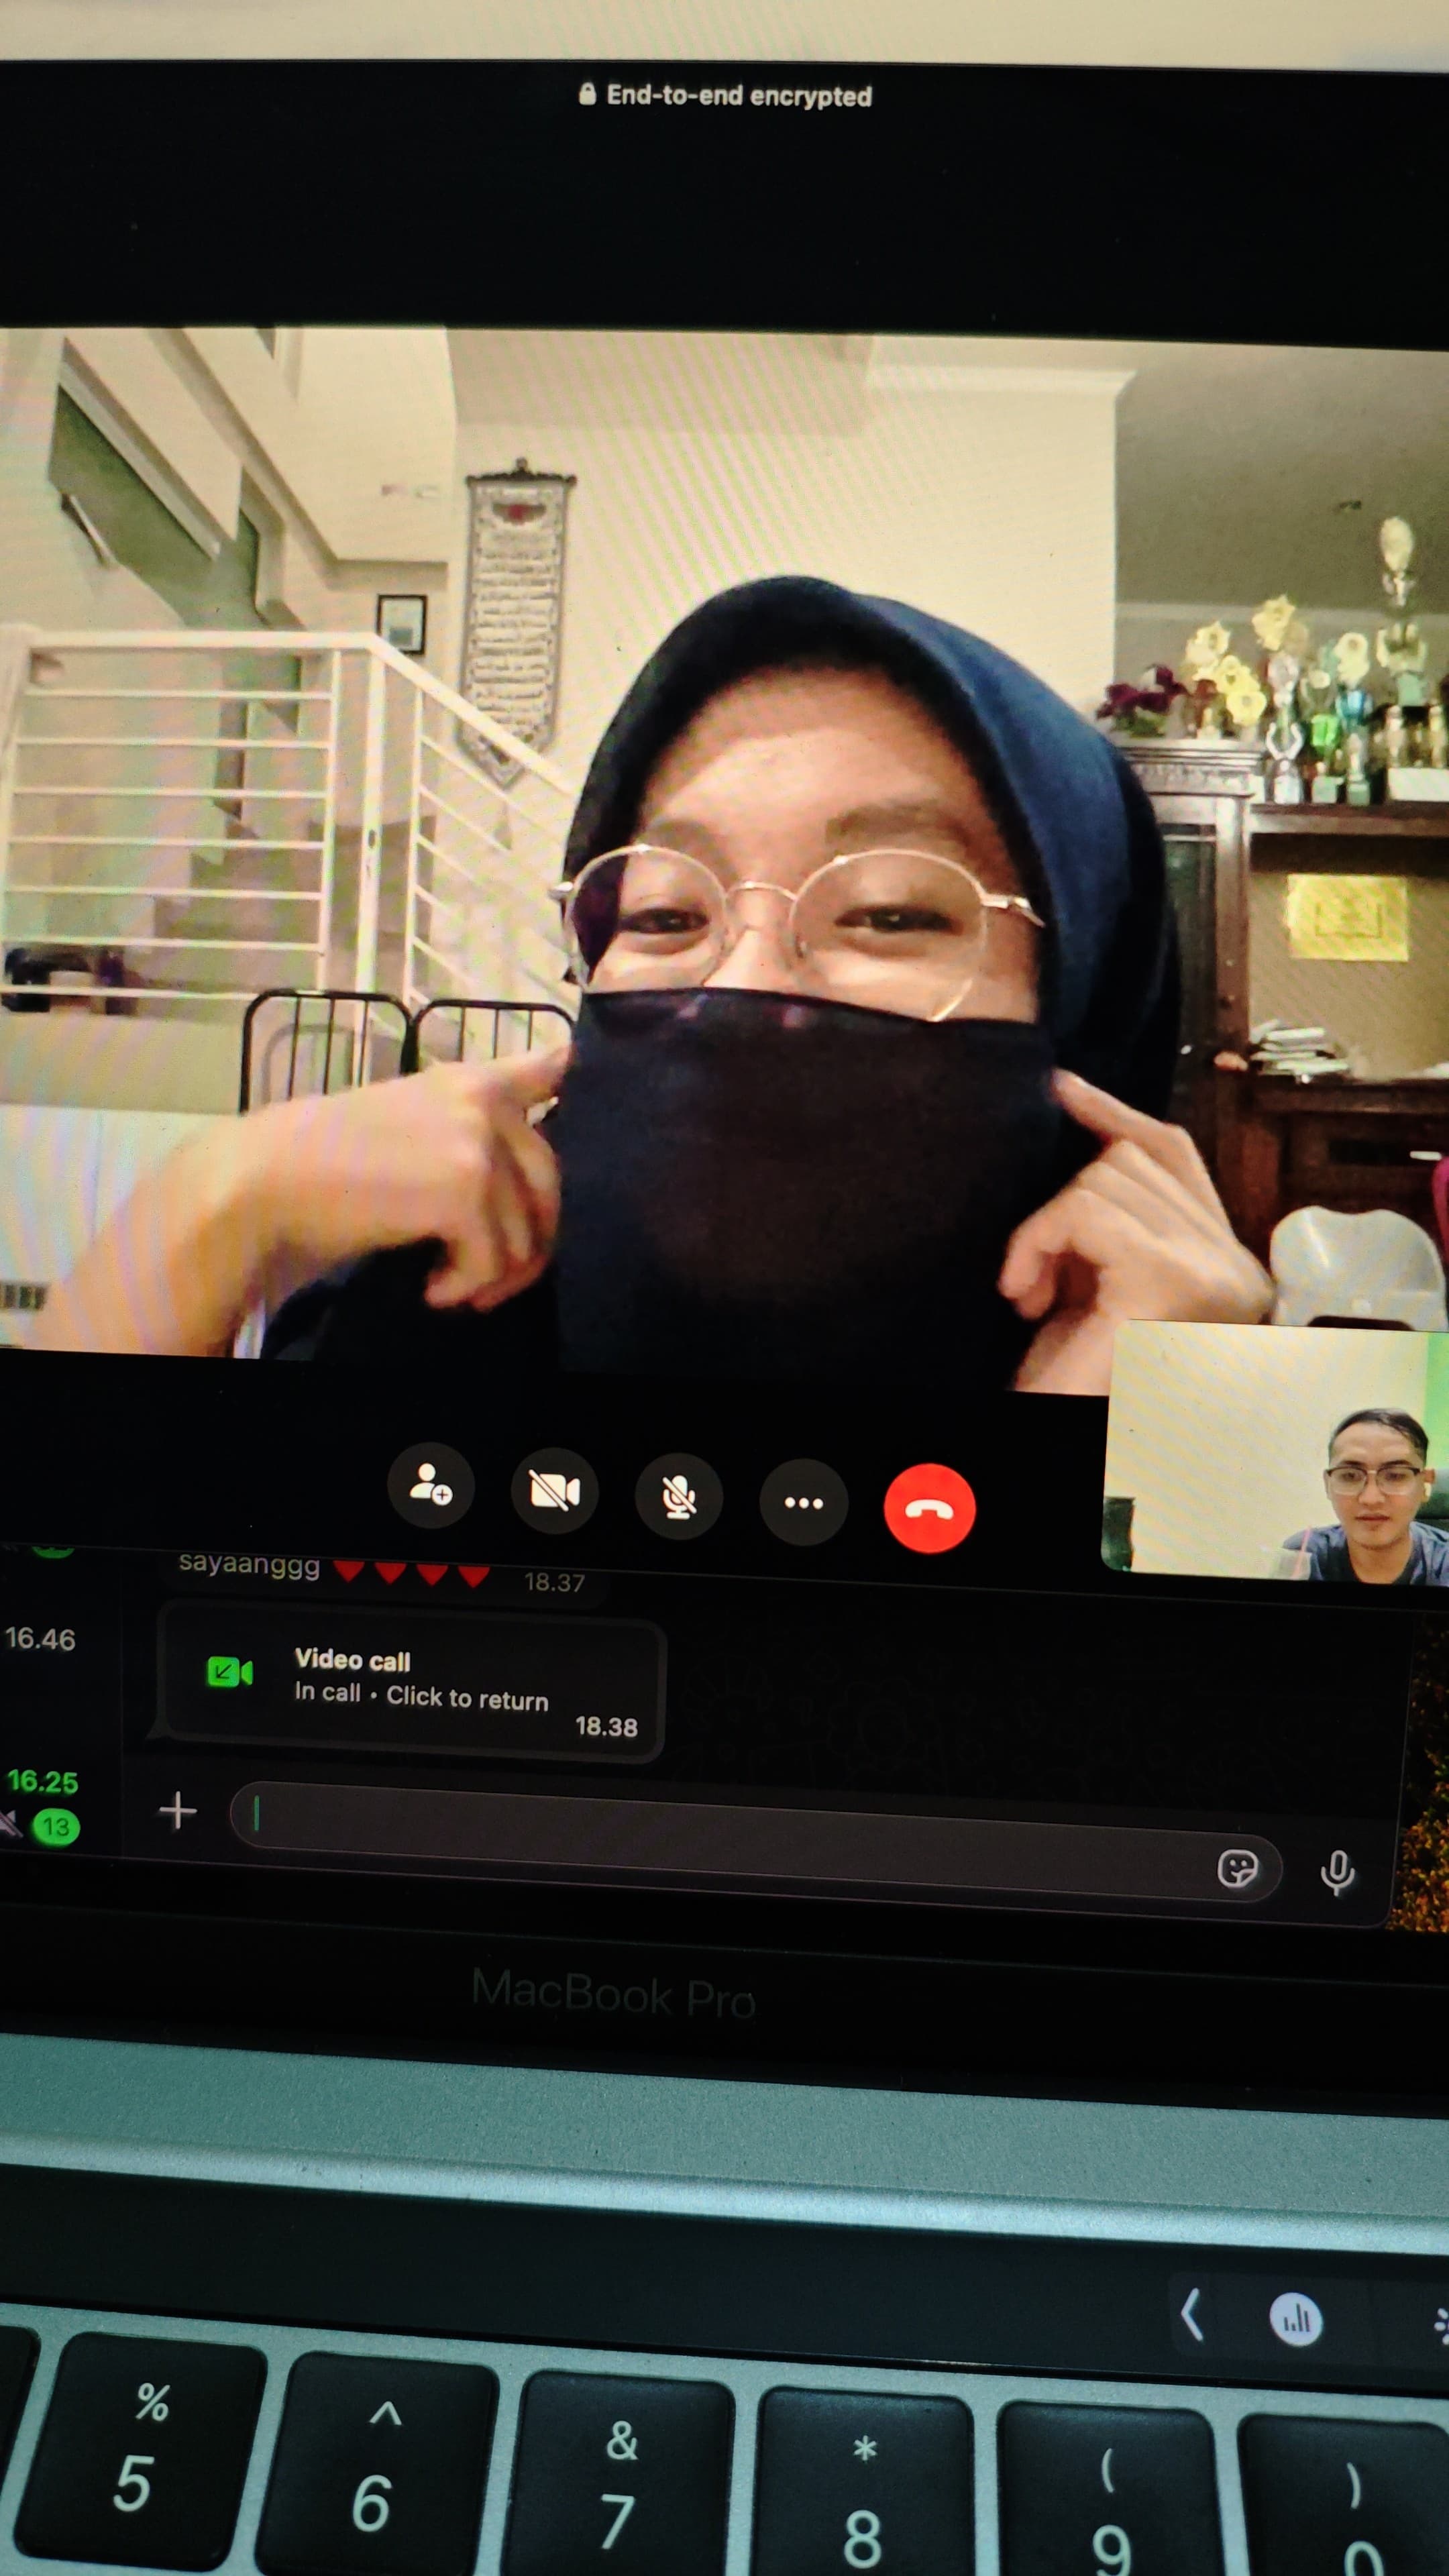 End-to-end encrypted
sayaanggg ❤❤❤❤ 18.37
16.46
Video call
In call • Click to return
18.38
16.25
13
MacBook Pro
% ^ & * ( )
5 6 7 8 9 0